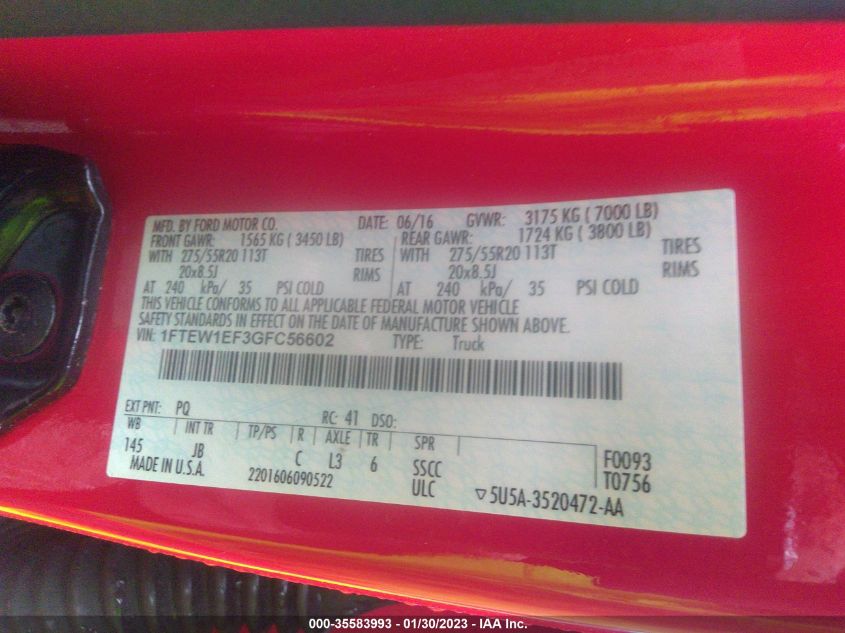 MFD. BY FORD MOTOR CO. DATE: 06/16 GVWR: 3175 KG ( 7000 LB)
FRONT GAWR: 1565 KG ( 3450 LB) REAR GAWR: 1724 KG ( 3800 LB)
WITH 275/55R20 113T TIRES WITH 275/55R20 113T TIRES
20x8.5J RIMS 20x8.5J RIMS
AT 240 kPa/ 35 PSI COLD AT 240 kPa/ 35 PSI COLD
THIS VEHICLE CONFORMS TO ALL APPLICABLE FEDERAL MOTOR VEHICLE
SAFETY STANDARDS IN EFFECT ON THE DATE OF MANUFACTURE SHOWN ABOVE.
VIN: 1FTEW1EF3GFC56602 TYPE: Truck
EXT PNT: PQ RC: 41 DSO:
WB INT TR TP/PS R AXLE TR SPR
145 JB C L3 6 SSCC F0093
MADE IN U.S.A. 2201606090522 ULC T0756
▽5U5A-3520472-AA
000-35583993 - 01/30/2023 - IAA Inc.